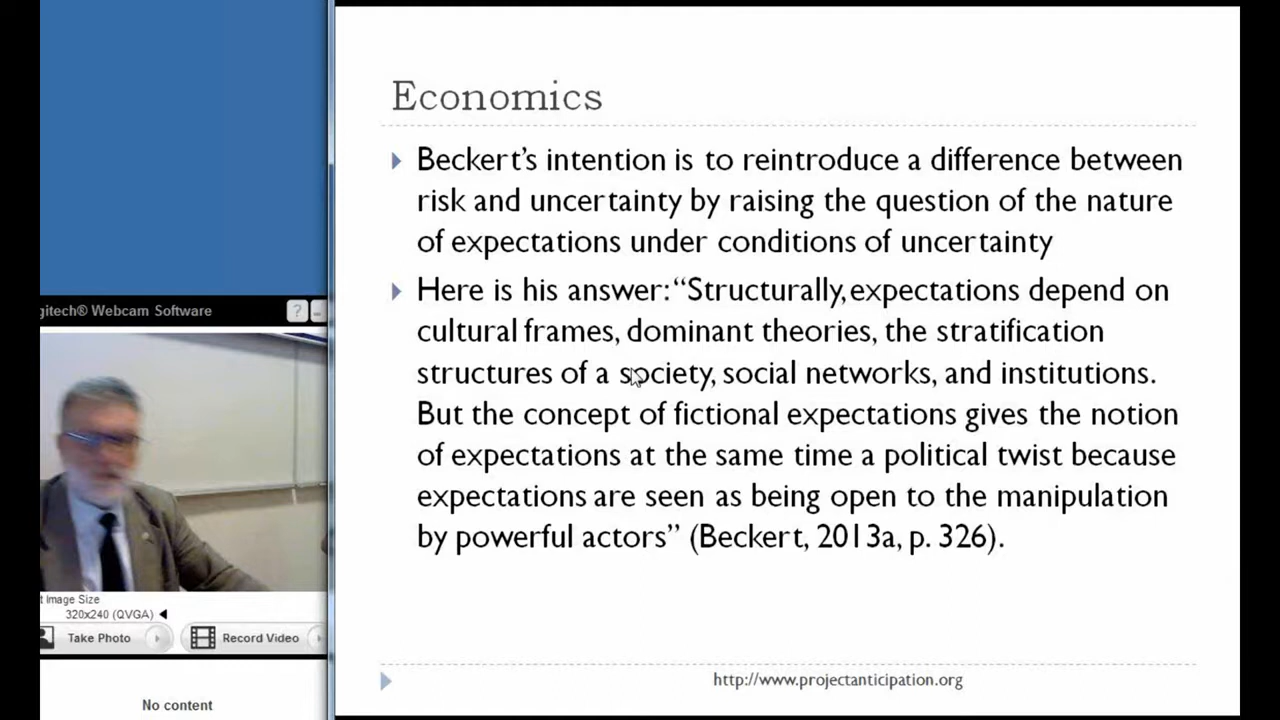 Economics
Beckert's intention is to reintroduce a difference between
risk and uncertainty by raising the question of the nature
of expectations under conditions of uncertainty
Here is his answer: “Structurally, expectations depend on
cultural frames, dominant theories, the stratification
structures of a society, social networks, and institutions.
But the concept of fictional expectations gives the notion
of expectations at the same time a political twist because
expectations are seen as being open to the manipulation
by powerful actors” (Beckert, 2013a, p. 326).
http://www.projectanticipation.org
gitech® Webcam Software
t Image Size
320x240 (QVGA)
Take Photo
Record Video
No content